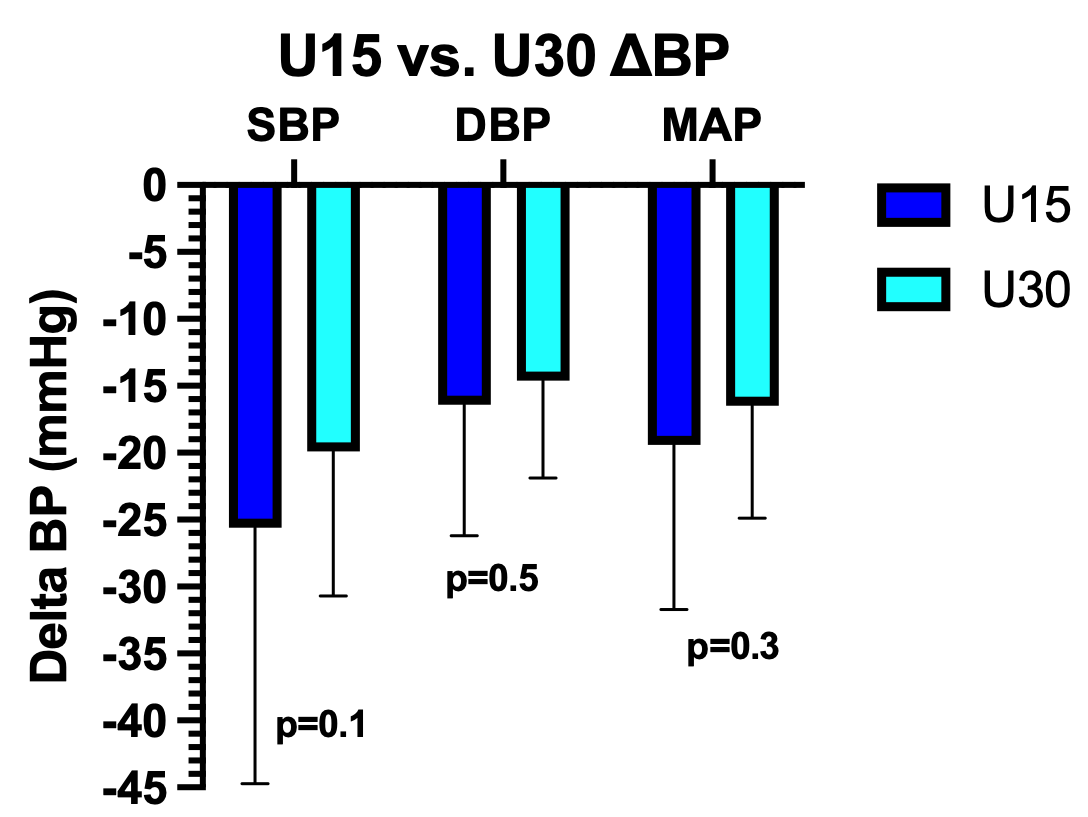 U15 vs. U30 ΔBP
SBP DBP MAP
0
-5
-10
-15
-20
-25
-30
-35
-40
-45
Delta BP (mmHg)
p=0.1
p=0.5
p=0.3
U15
U30